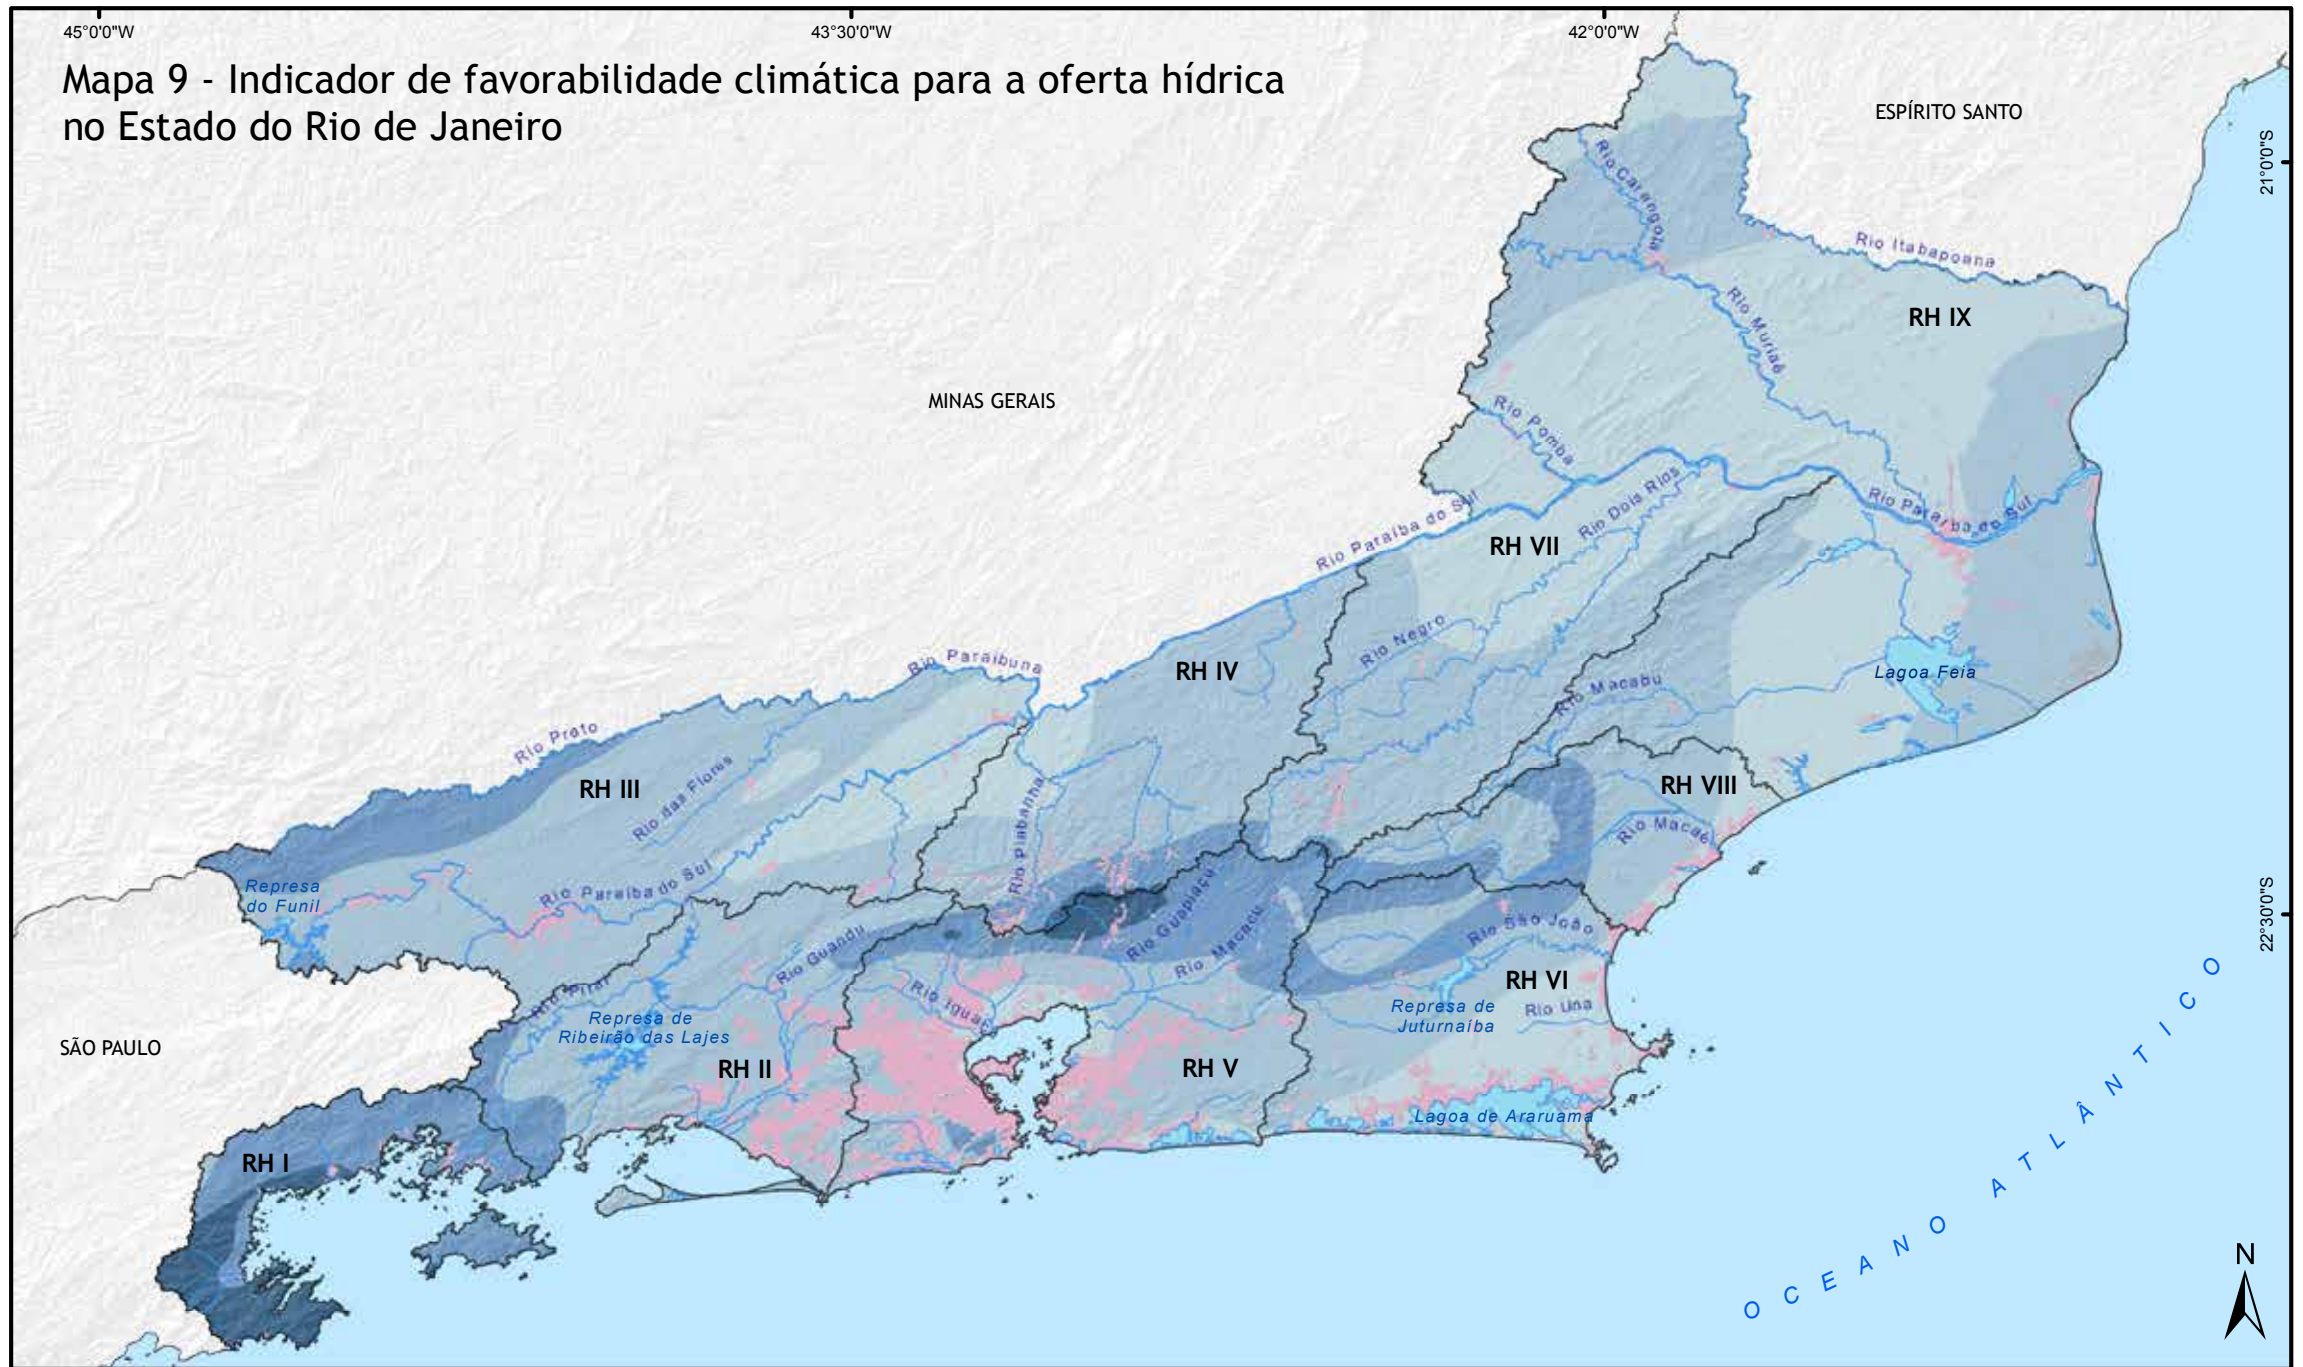 45°0'0"W
43°30'0"W
42°0'0"W
Mapa 9 - Indicador de favorabilidade climática para a oferta hídrica
no Estado do Rio de Janeiro
ESPÍRITO SANTO
21°0'0"S
Rio Carangola
Rio Itabapoana
RH IX
Rio Muriaé
MINAS GERAIS
Rio Pomba
Rio Paraíba do Sul
Rio Dois Rios
Rio Paraíba do Sul
RH VII
Rio Negro
Rio Paraibuna
RH IV
Rio Macabu
Lagoa Feia
Rio Preto
RH III
Rio das Flores
RH VIII
Rio Piabanha
Rio Macaé
Represa
do Funil
Rio Paraíba do Sul
22°30'0"S
Rio Guapiaçu
Rio Macacu
Rio São João
Rio Guandu
Rio Piraí
Rio Iguaçu
RH VI
Represa de
Juturnaíba
Rio Una
Represa de
Ribeirão das Lajes
SÃO PAULO
RH II
RH V
Lagoa de Araruama
RH I
OCEANO ATLÂNTICO
N